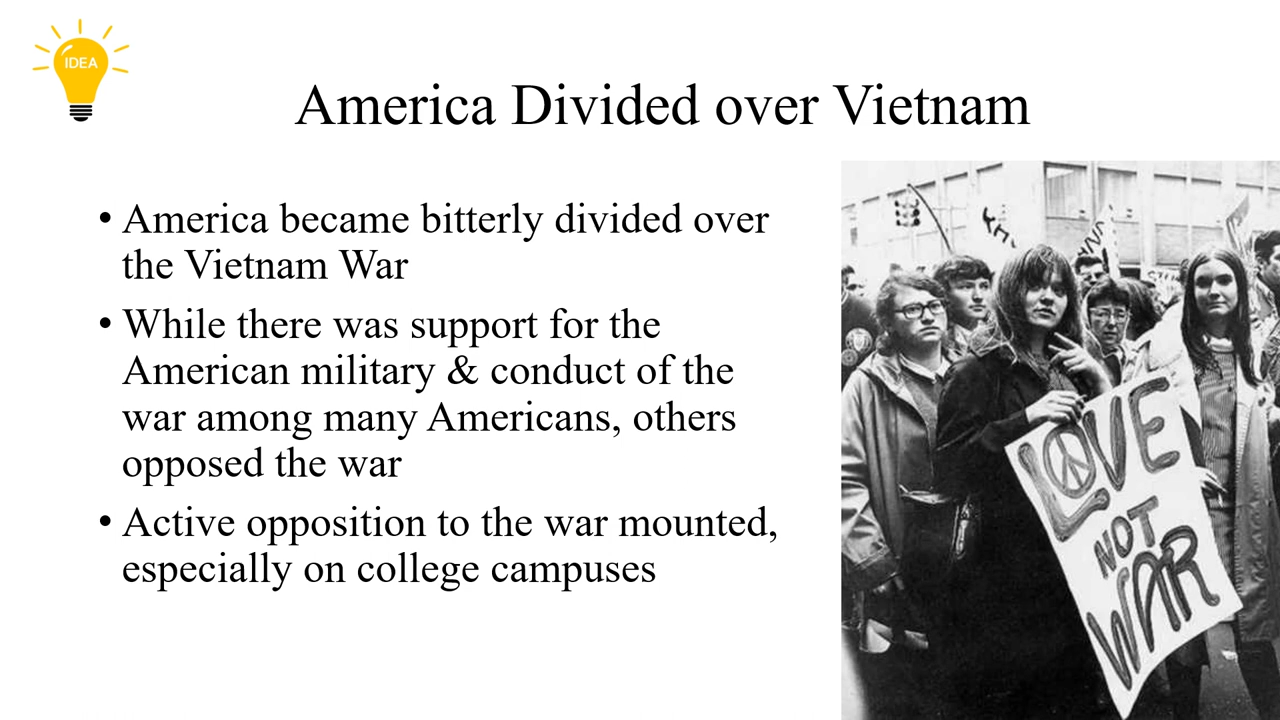 IDEA
America Divided over Vietnam
• America became bitterly divided over
the Vietnam War
• While there was support for the
American military & conduct of the
war among many Americans, others
opposed the war
• Active opposition to the war mounted,
especially on college campuses
LOVE
NOT
WAR